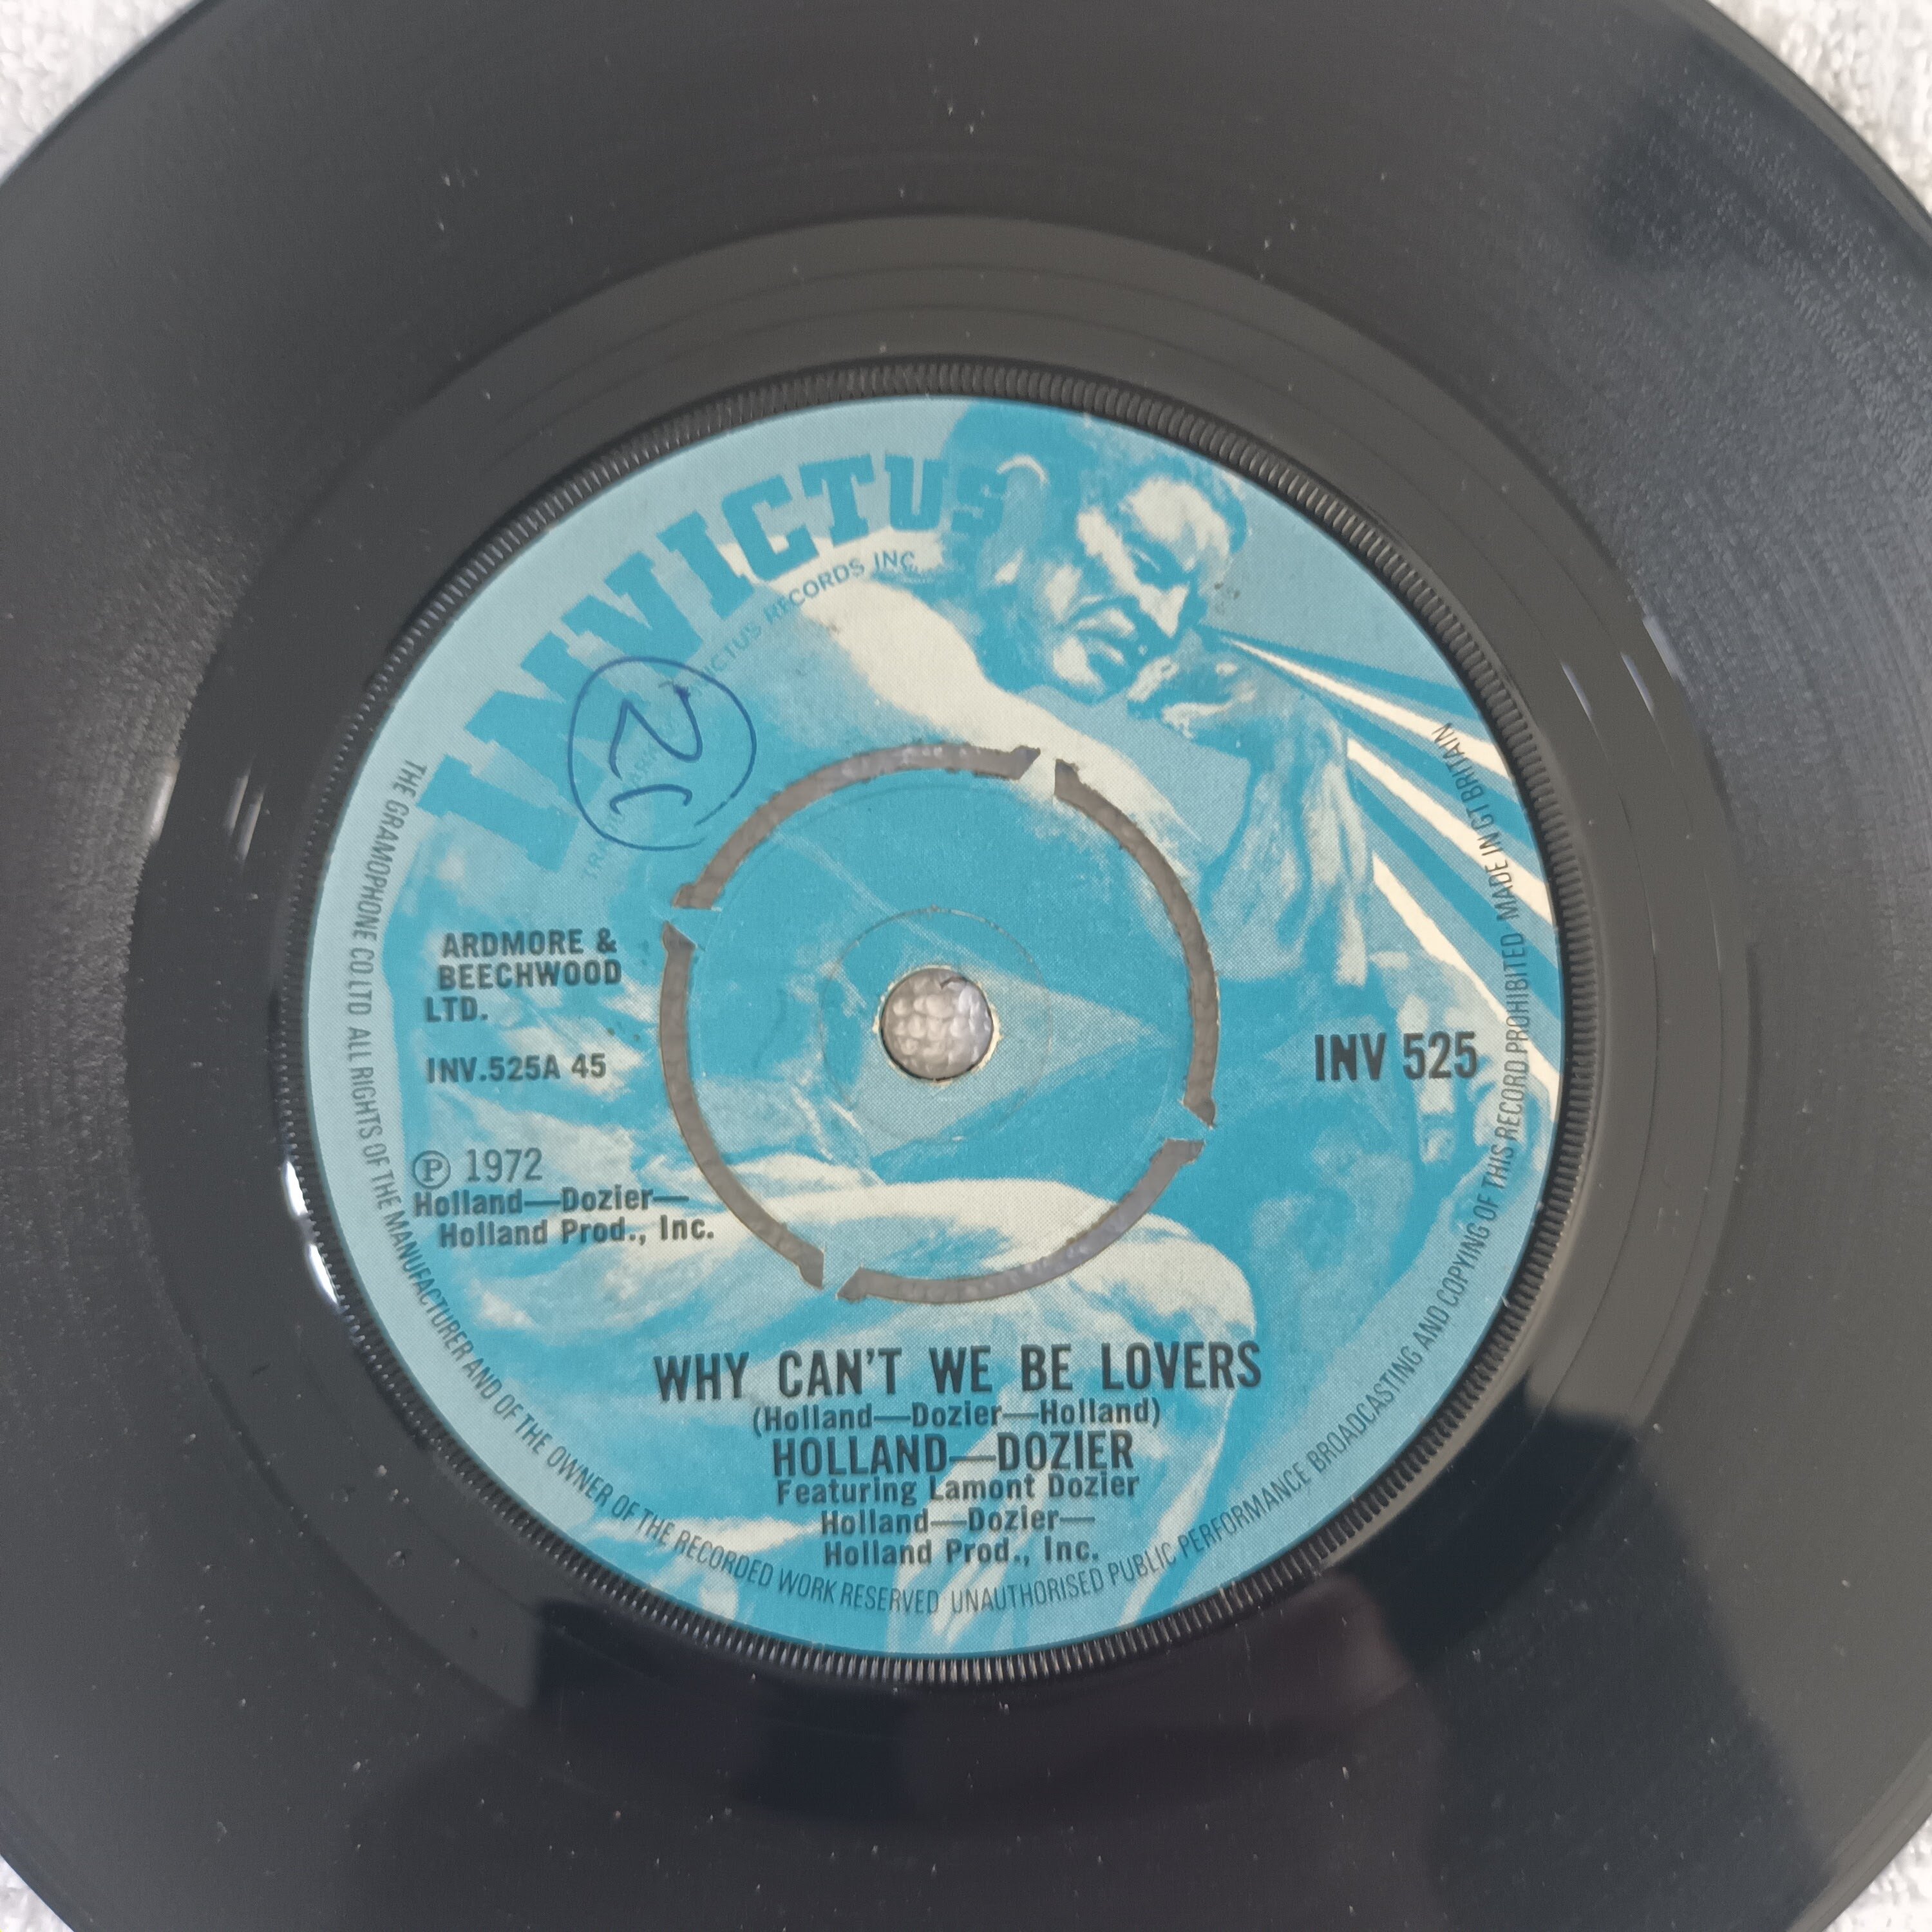 INVICTUS
TRADE MARK OF INVICTUS RECORDS INC.
ARDMORE &
BEECHWOOD
LTD.
INV.525A 45
INV 525
Ⓟ 1972
Holland—Dozier—
Holland Prod., Inc.
WHY CAN'T WE BE LOVERS
(Holland—Dozier—Holland)
HOLLAND—DOZIER
Featuring Lamont Dozier
Holland—Dozier—
Holland Prod., Inc.
THE GRAMOPHONE CO.LTD ALL RIGHTS OF THE MANUFACTURER AND OF THE OWNER OF THE RECORDED WORK RESERVED UNAUTHORISED PUBLIC PERFORMANCE BROADCASTING AND COPYING OF THIS RECORD PROHIBITED MADE IN GT BRITAIN